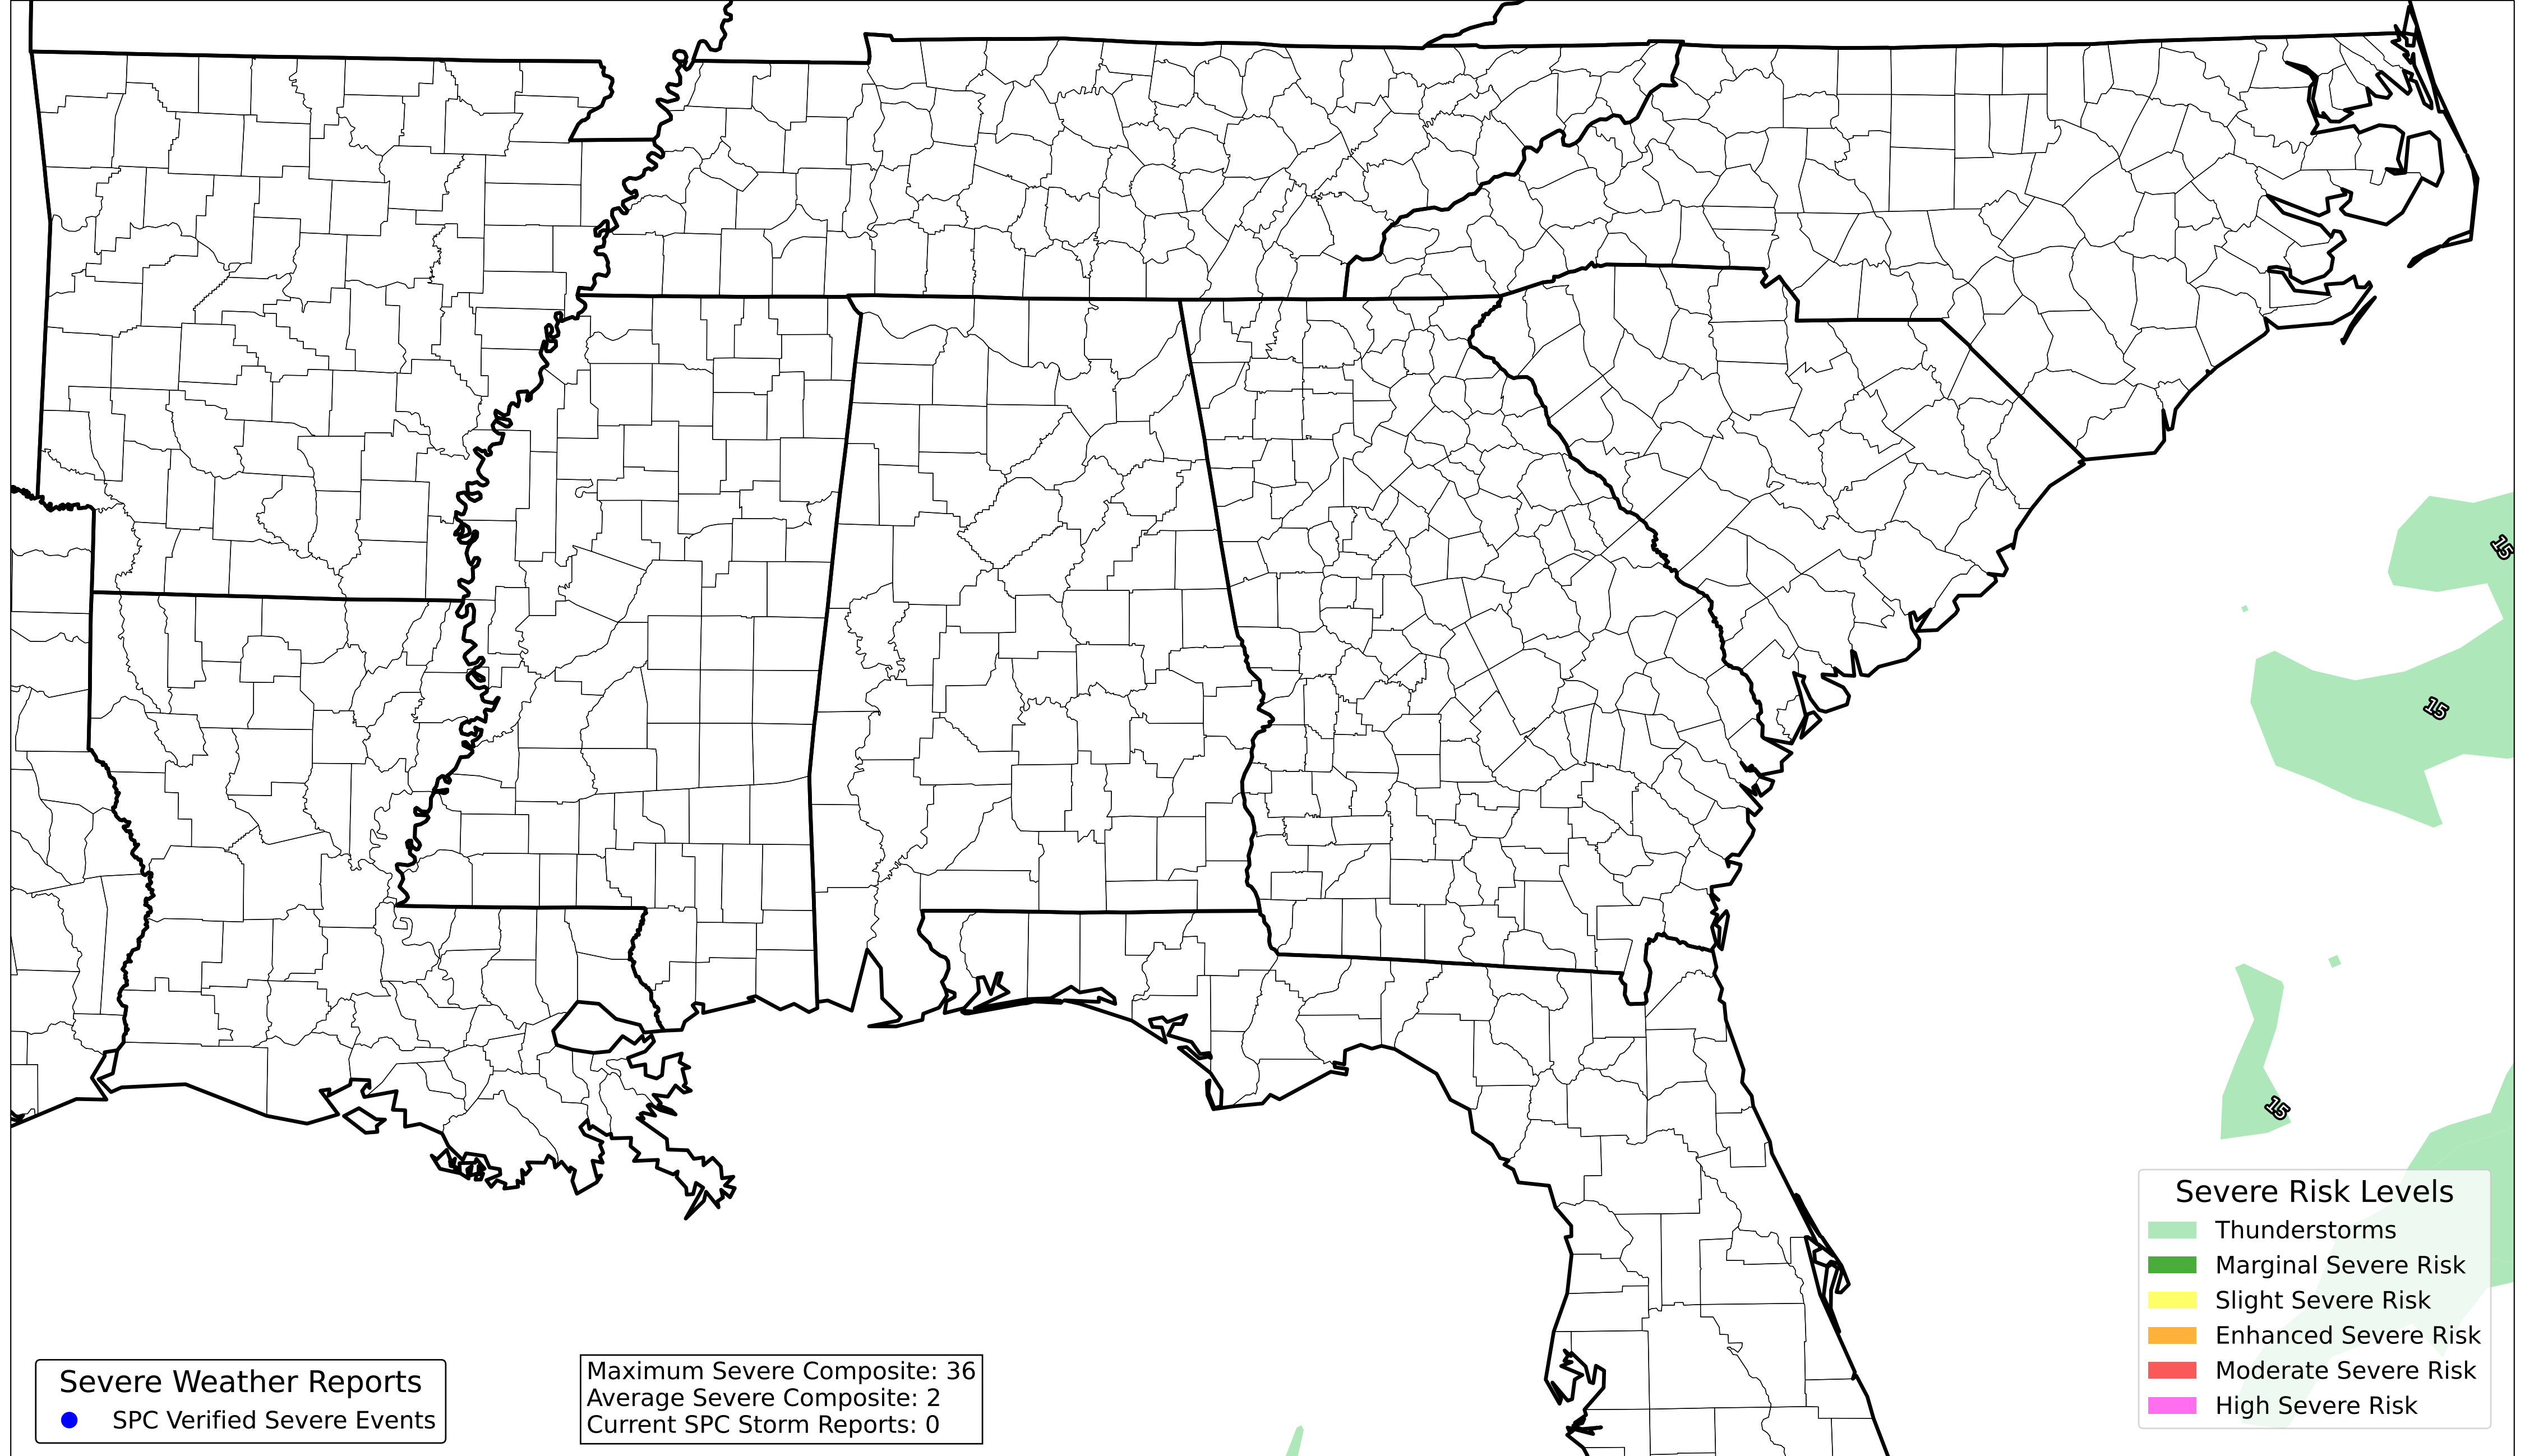 15
15
15
Severe Risk Levels
Thunderstorms
Marginal Severe Risk
Slight Severe Risk
Enhanced Severe Risk
Moderate Severe Risk
High Severe Risk
Severe Weather Reports
SPC Verified Severe Events
Maximum Severe Composite: 36
Average Severe Composite: 2
Current SPC Storm Reports: 0